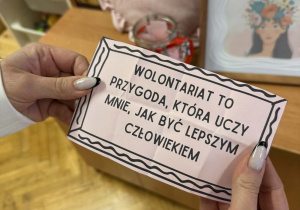 WOLONTARIAT TO
PRZYGODA, KTÓRA UCZY
MNIE, JAK BYĆ LEPSZYM
CZŁOWIEKIEM